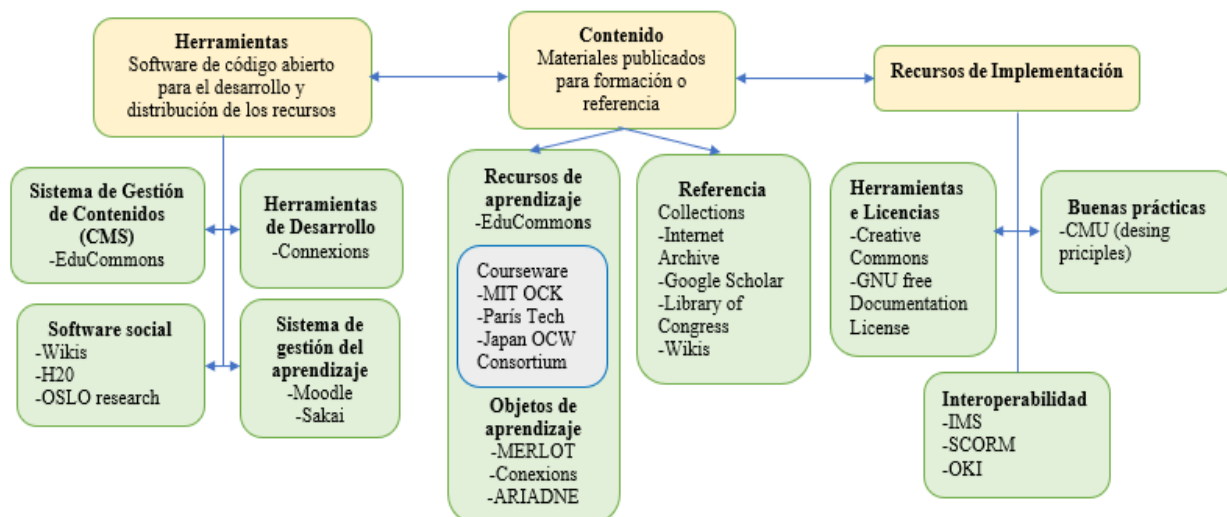 Herramientas
Software de código abierto
para el desarrollo y
distribución de los recursos
Contenido
Materiales publicados
para formación o
referencia
Recursos de Implementación
Sistema de Gestión
de Contenidos
(CMS)
-EduCommons
Herramientas
de Desarrollo
-Connexions
Software social
-Wikis
-H20
-OSLO research
Sistema de
gestión del
aprendizaje
-Moodle
-Sakai
Recursos de
aprendizaje
-EduCommons
Courseware
-MIT OCK
-París Tech
-Japan OCW
Consortium
Objetos de
aprendizaje
-MERLOT
-Conexions
-ARIADNE
Referencia
Collections
-Internet
Archive
-Google Scholar
-Library of
Congress
-Wikis
Herramientas
e Licencias
-Creative
Commons
-GNU free
Documentation
License
Buenas prácticas
-CMU (desing
priciples)
Interoperabilidad
-IMS
-SCORM
-OKI